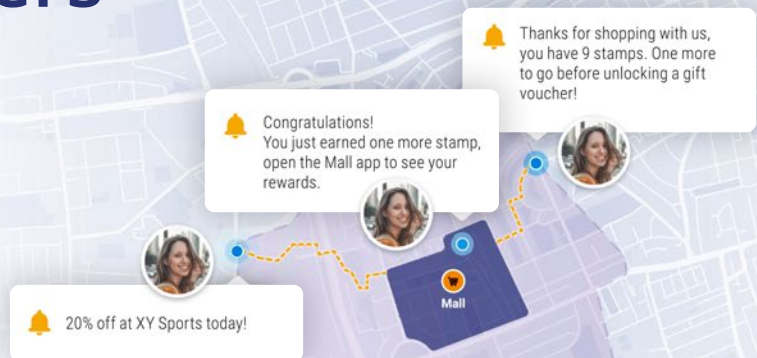 Thanks for shopping with us,
you have 9 stamps. One more
to go before unlocking a gift
voucher!
Congratulations!
You just earned one more stamp,
open the Mall app to see your
rewards.
Mall
20% off at XY Sports today!